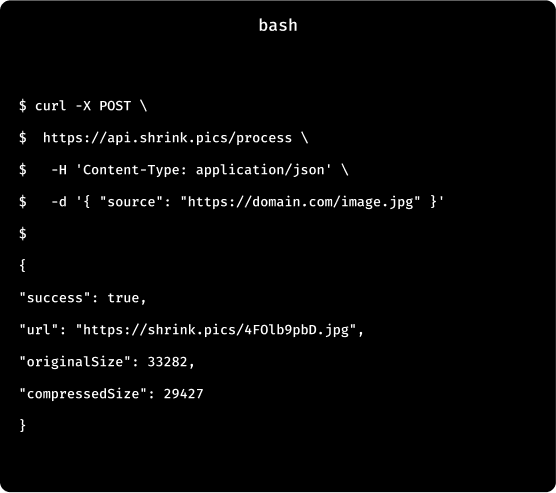 bash
$ curl -X POST \
$  https://api.shrink.pics/process \
$   -H 'Content-Type: application/json' \
$   -d '{ "source": "https://domain.com/image.jpg" }'
$
{
"success": true,
"url": "https://shrink.pics/4FOlb9pbD.jpg",
"originalSize": 33282,
"compressedSize": 29427
}